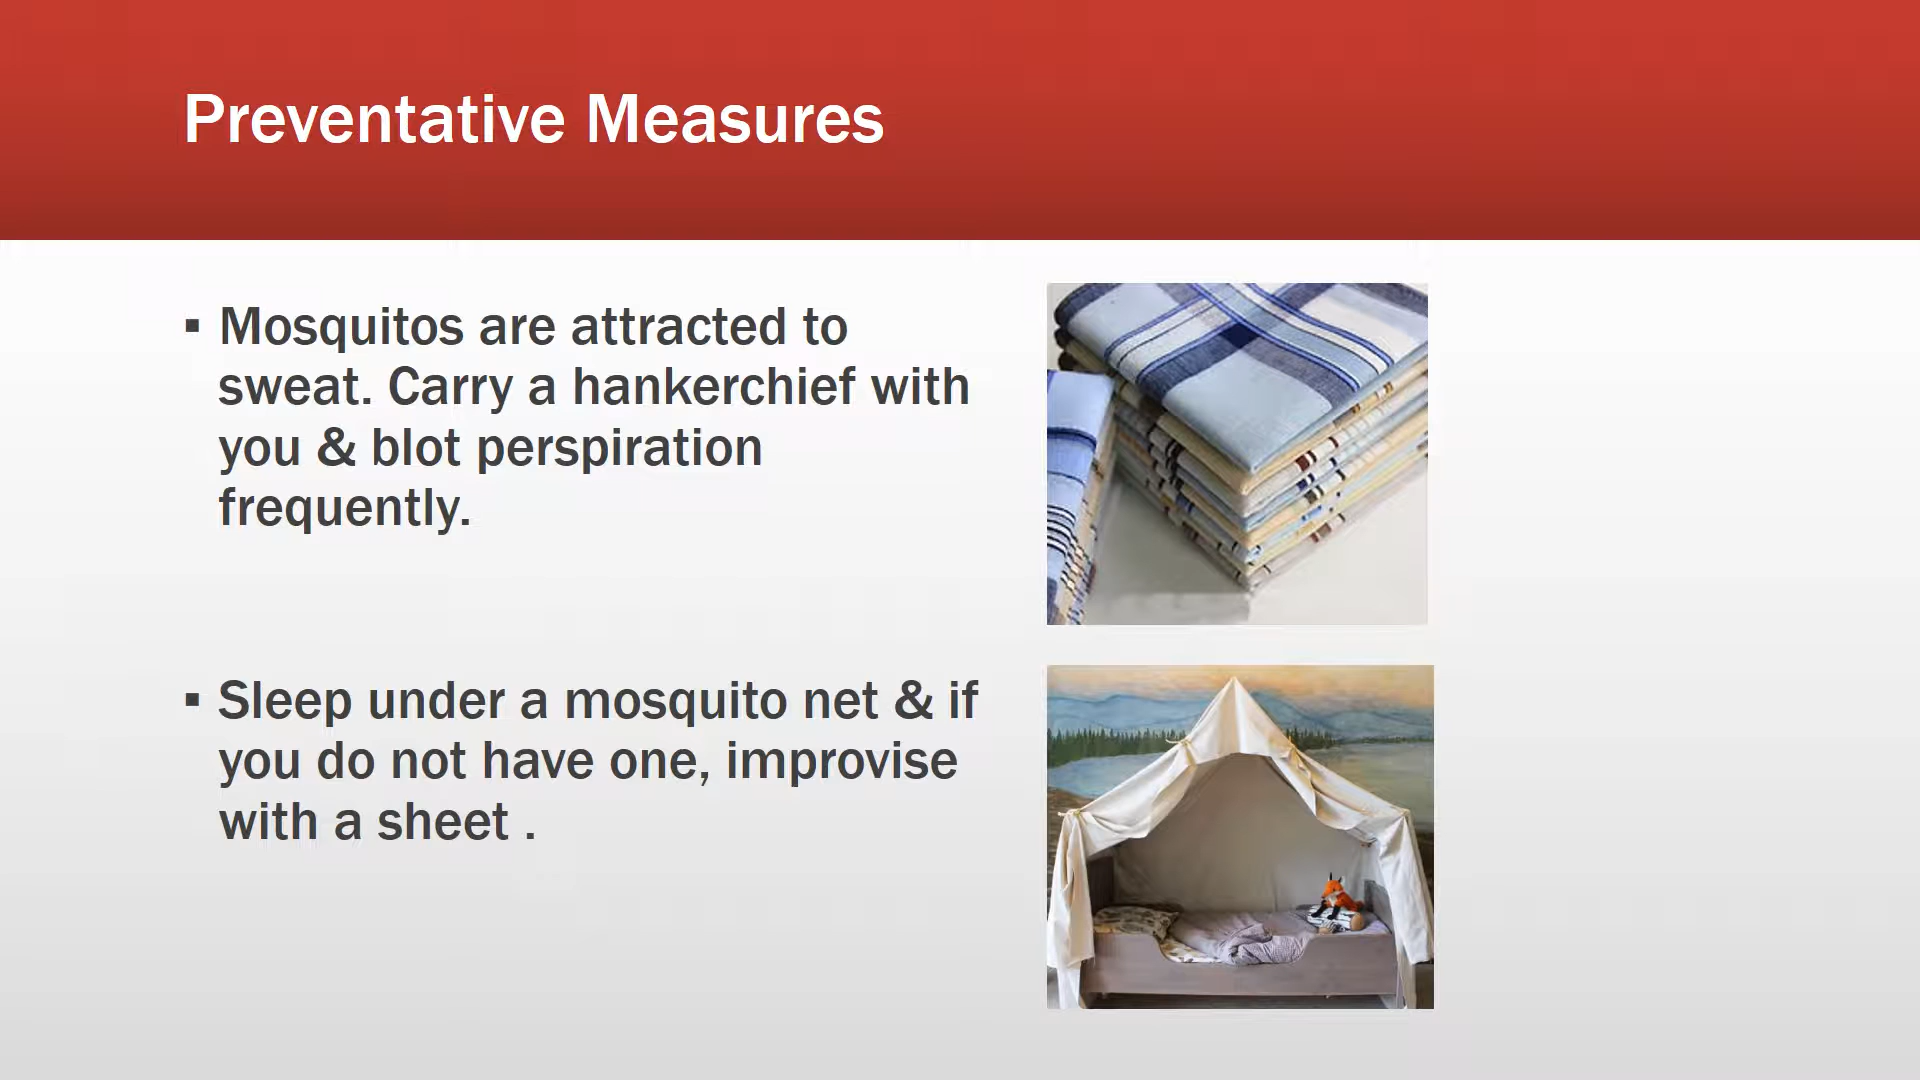 Preventative Measures
▪ Mosquitos are attracted to
sweat. Carry a hankerchief with
you & blot perspiration
frequently.
▪ Sleep under a mosquito net & if
you do not have one, improvise
with a sheet .